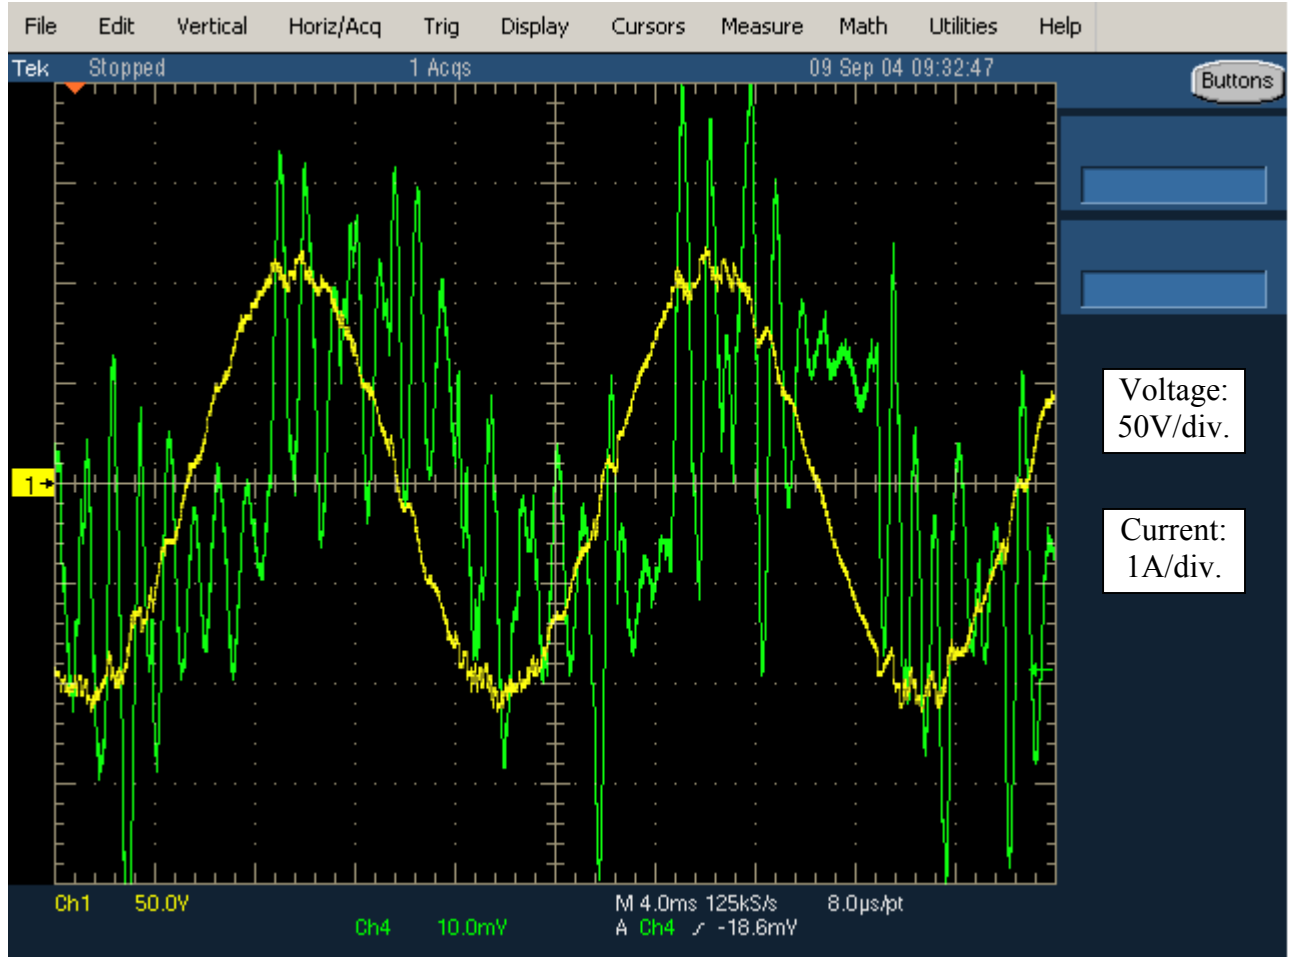 File Edit Vertical Horiz/Acq Trig Display Cursors Measure Math Utilities Help
Tek Stopped 1 Acqs 09 Sep 04 09:32:47
Buttons
Voltage:
50V/div.
1
Current:
1A/div.
Ch1 50.0V M 4.0ms 125kS/s 8.0µs/pt
Ch4 10.0mV A Ch4 -18.6mV